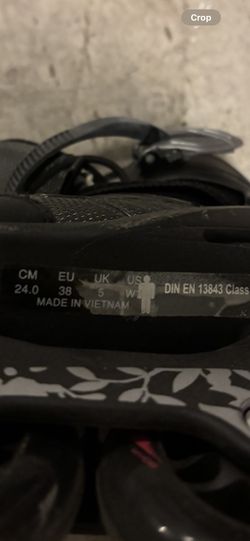 Crop
CM EU UK US
24.0 38 5
DIN EN 13843 Class
MADE IN VIETNAM